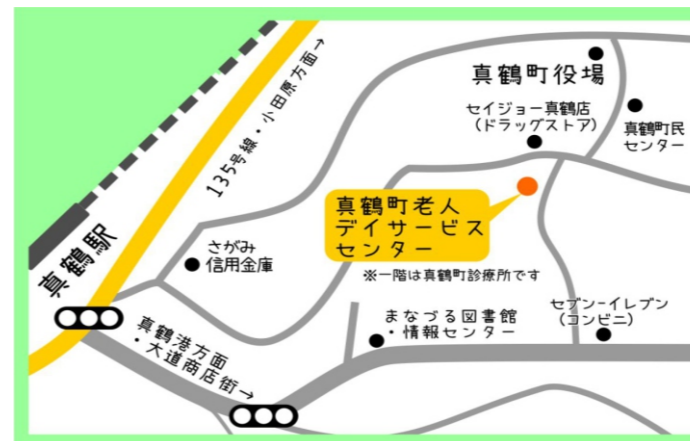 真鶴町役場
セイジョー真鶴店
(ドラッグストア)
真鶴町民
センター
135号線・小田原方面→
真鶴町老人
デイサービス
センター
※一階は真鶴町診療所です
さがみ
信用金庫
真鶴駅
まなづる図書館
・情報センター
セブン-イレブン
(コンビニ)
真鶴港方面
・大道商店街→